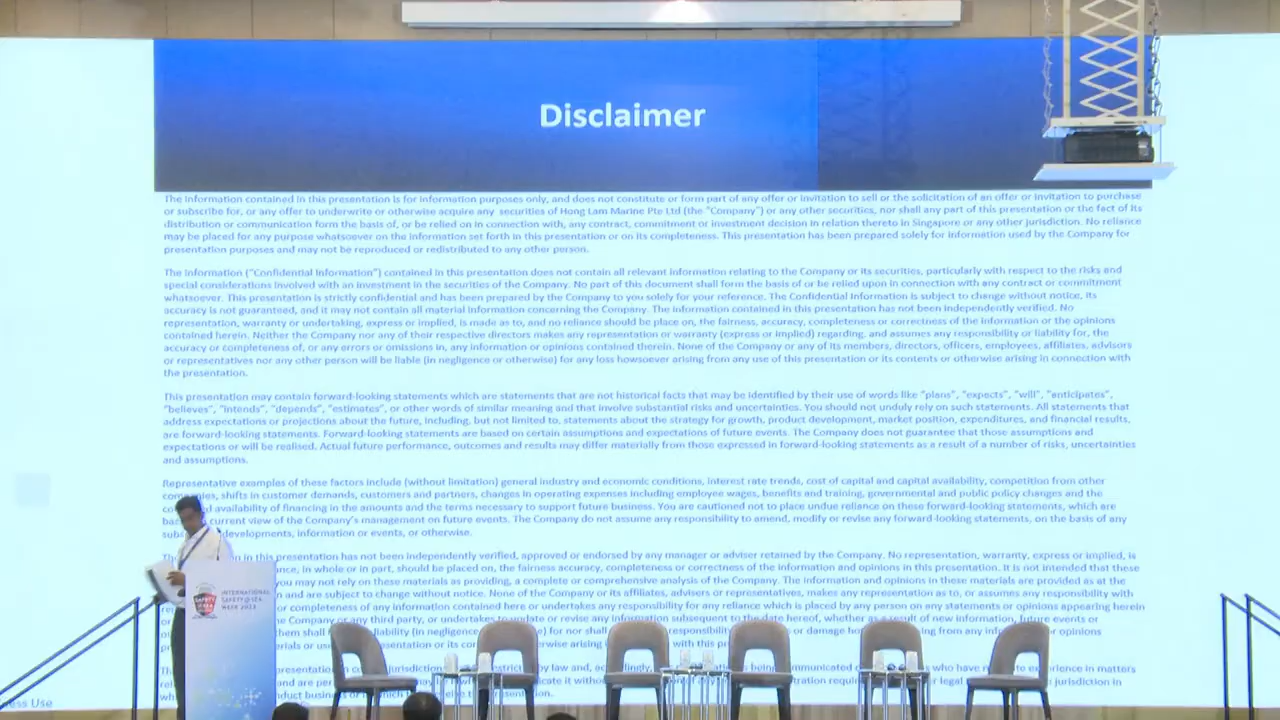 Disclaimer
The information contained in this presentation is for information purposes only, and does not constitute or form part of any offer or invitation to sell or the solicitation of an offer or invitation to purchase
or subscribe for, or any offer to underwrite or otherwise acquire any securities of Hong Lam Marine Pte Ltd (the "Company") or any other securities, nor shall any part of this presentation or the fact of its
distribution or communication form the basis of, or be relied on in connection with, any contract, commitment or investment decision in relation thereto in Singapore or any other jurisdiction. No reliance
may be placed for any purpose whatsoever on the information set forth in this presentation or on its completeness. This presentation has been prepared solely for information used by the Company for
presentation purposes and may not be reproduced or redistributed to any other person.
The information ("Confidential Information") contained in this presentation does not contain all relevant information relating to the Company or its securities, particularly with respect to the risks and
special considerations involved with an investment in the securities of the Company. No part of this document shall form the basis of or be relied upon in connection with any contract or commitment
whatsoever. This presentation is strictly confidential and has been prepared by the Company to you solely for your reference. The Confidential Information is subject to change without notice, its
accuracy is not guaranteed, and it may not contain all material information concerning the Company. The information contained in this presentation has not been independently verified. No
representation, warranty or undertaking, express or implied, is made as to, and no reliance should be place on, the fairness, accuracy, completeness or correctness of the information or the opinions
contained herein. Neither the Company nor any of their respective directors makes any representation or warranty (express or implied) regarding, and assumes any responsibility or liability for, the
accuracy or completeness of, or any errors or omissions in, any information or opinions contained therein. None of the Company or any of its members, directors, officers, employees, affiliates, advisors
or representatives nor any other person will be liable (in negligence or otherwise) for any loss howsoever arising from any use of this presentation or its contents or otherwise arising in connection with
the presentation.
This presentation may contain forward-looking statements which are statements that are not historical facts that may be identified by their use of words like "plans", "expects", "will", "anticipates",
"believes", "intends", "depends", "estimates", or other words of similar meaning and that involve substantial risks and uncertainties. You should not unduly rely on such statements. All statements that
address expectations or projections about the future, including, but not limited to, statements about the strategy for growth, product development, market position, expenditures, and financial results,
are forward-looking statements. Forward-looking statements are based on certain assumptions and expectations of future events. The Company does not guarantee that those assumptions and
expectations or will be realised. Actual future performance, outcomes and results may differ materially from those expressed in forward-looking statements as a result of a number of risks, uncertainties
and assumptions.
Representative examples of these factors include (without limitation) general industry and economic conditions, interest rate trends, cost of capital and capital availability, competition from other
shifts in customer demands, customers and partners, changes in operating expenses including employee wages, benefits and training, governmental and public policy changes and the
availability of financing in the amounts and the terms necessary to support future business. You are cautioned not to place undue reliance on these forward-looking statements, which are
current view of the Company's management on future events. The Company do not assume any responsibility to amend, modify or revise any forward-looking statements, on the basis of any
developments, information or events, or otherwise.
in this presentation has not been independently verified, approved or endorsed by any manager or adviser retained by the Company. No representation, warranty, express or implied, is
in whole or in part, should be placed on, the fairness accuracy, completeness or correctness of the information and opinions in this presentation. It is not intended that these
you may not rely on these materials as providing, a complete or comprehensive analysis of the Company. The information and opinions in these materials are provided as at the
and are subject to change without notice. None of the Company or its affiliates, advisers or representatives, makes any representation as to, or assumes any responsibility with
or completeness of any information contained here or undertakes any responsibility for any reliance which is placed by any person on any statements or opinions appearing herein
Company or any third party, or undertakes to update or revise any information subsequent to the date hereof, whether as a result of new information, future events or
INTERNATIONAL
SAFETY@SEA
WEEK 2023